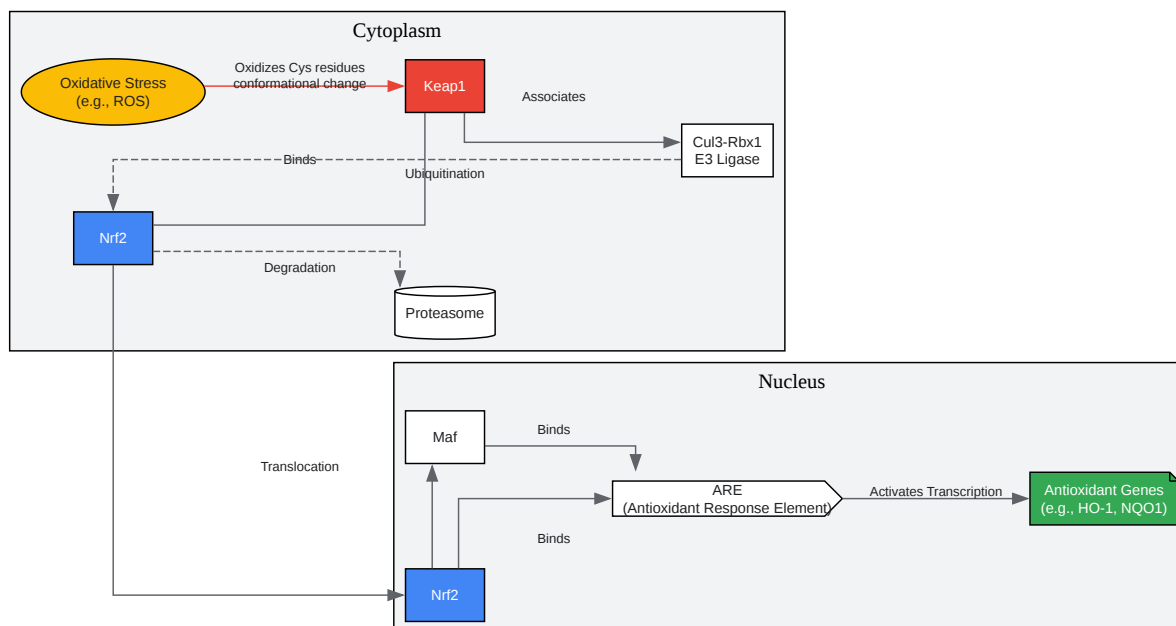 Cytoplasm
Oxidative Stress
(e.g., ROS)
Oxidizes Cys residues
conformational change
Keap1
Associates
Cul3-Rbx1
E3 Ligase
Binds
Ubiquitination
Nrf2
Degradation
Proteasome
Nucleus
Maf
Binds
Translocation
ARE
(Antioxidant Response Element)
Activates Transcription
Antioxidant Genes
(e.g., HO-1, NQO1)
Binds
Nrf2